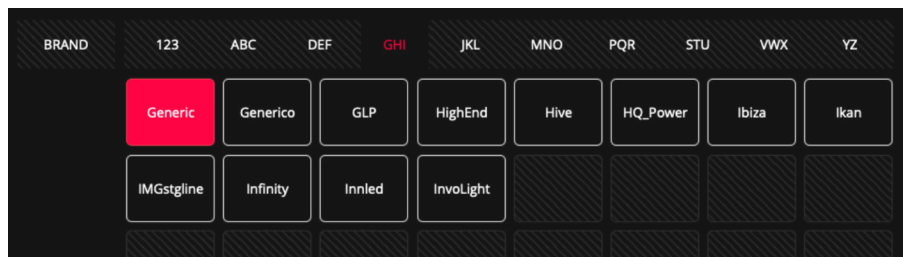 BRAND 123 ABC DEF GHI JKL MNO PQR STU VWX YZ
Generic Generico GLP HighEnd Hive HQ_Power Ibiza Ikan
IMGstgline Infinity Innled InvoLight